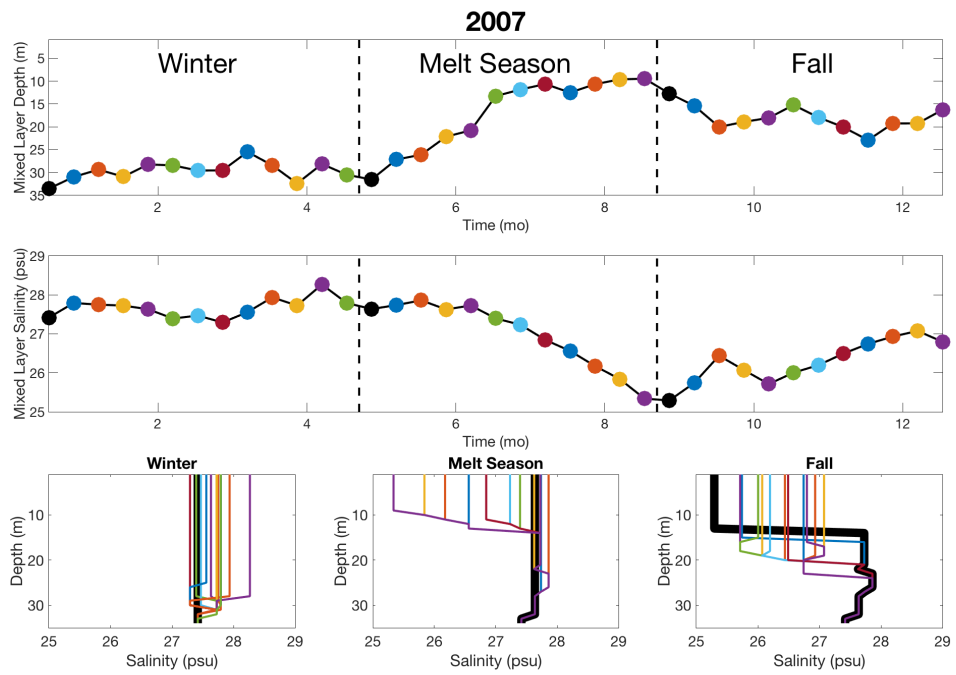 2007
Winter Melt Season Fall
Mixed Layer Depth (m)
5
10
15
20
25
30
35
2 4 6 8 10 12
Time (mo)
Mixed Layer Salinity (psu)
29
28
27
26
25
2 4 6 8 10 12
Time (mo)
Winter
Depth (m)
10
20
30
25 26 27 28 29
Salinity (psu)
Melt Season
Depth (m)
10
20
30
25 26 27 28 29
Salinity (psu)
Fall
Depth (m)
10
20
30
25 26 27 28 29
Salinity (psu)